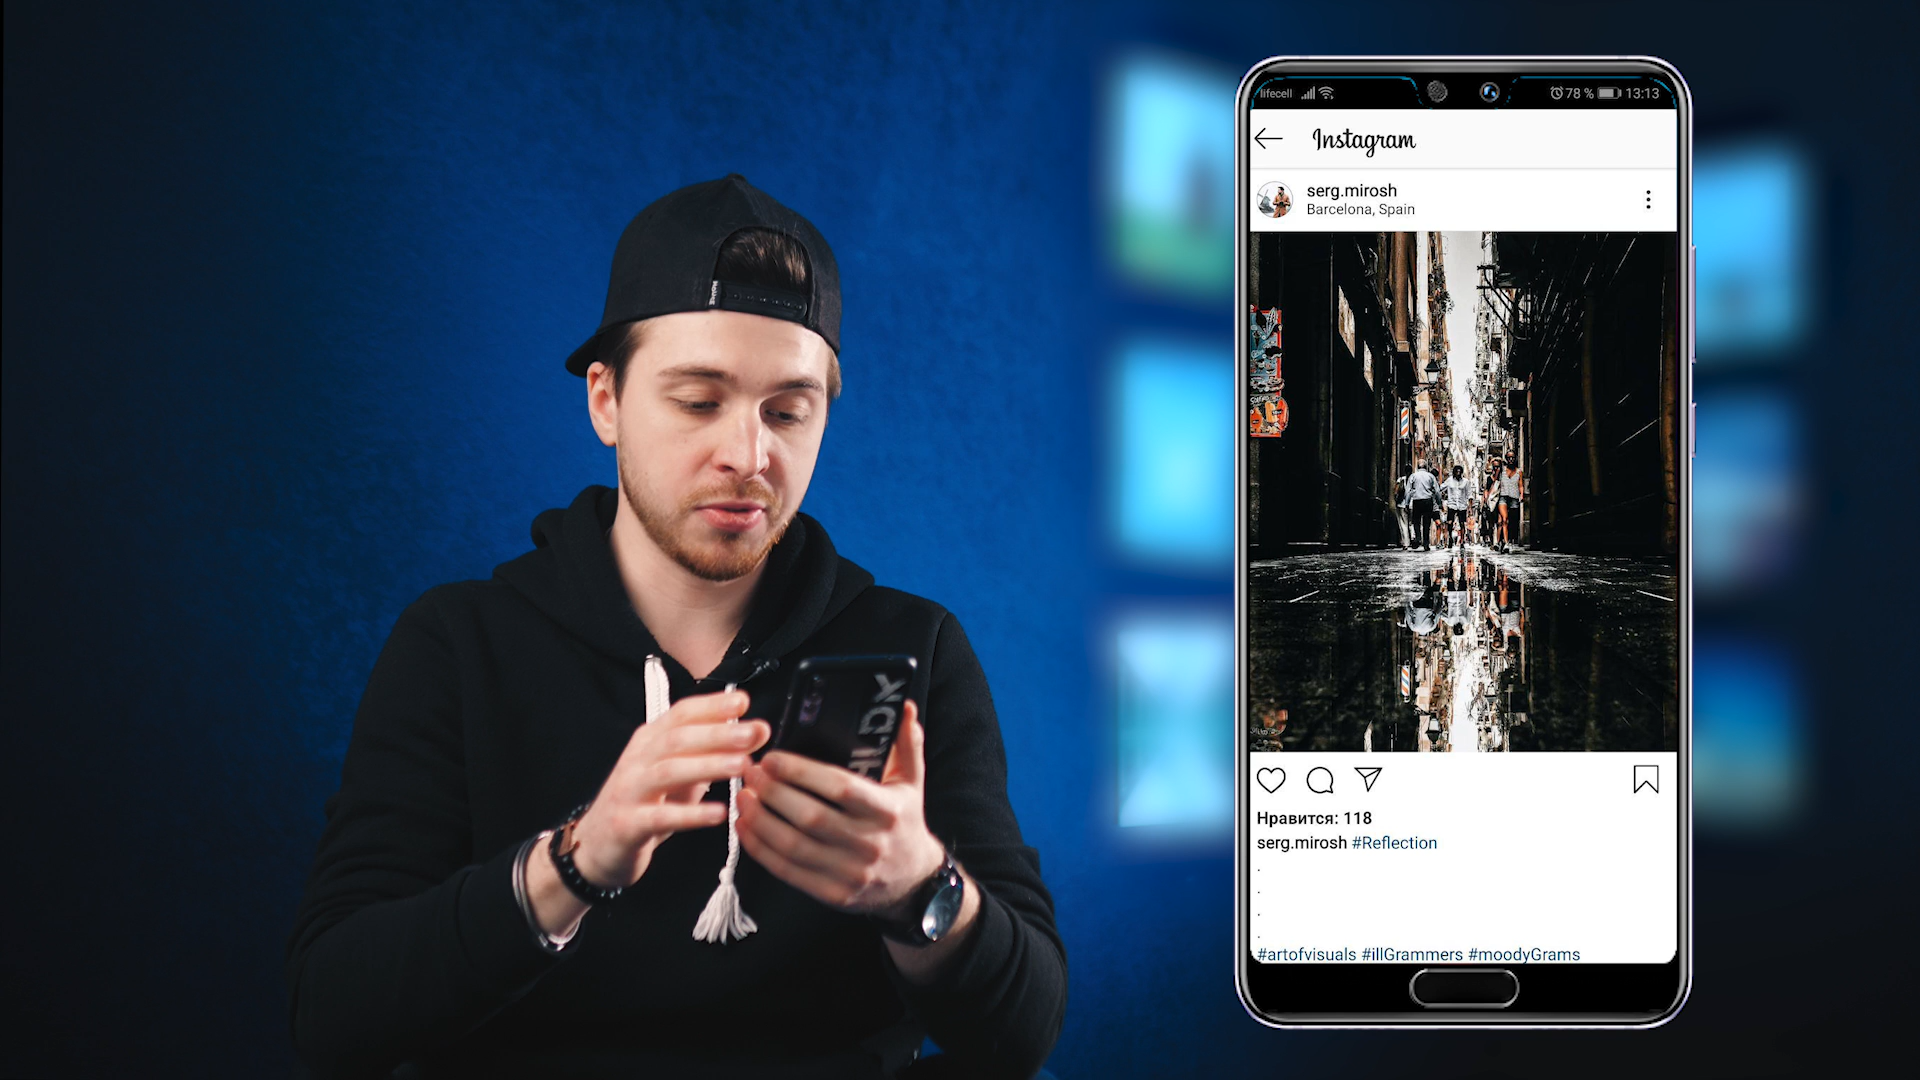 lifecell
78 %
13:13
Instagram
serg.mirosh
Barcelona, Spain
Нравится: 118
serg.mirosh #Reflection
.
.
.
.
#artofvisuals #illGrammers #moodyGrams